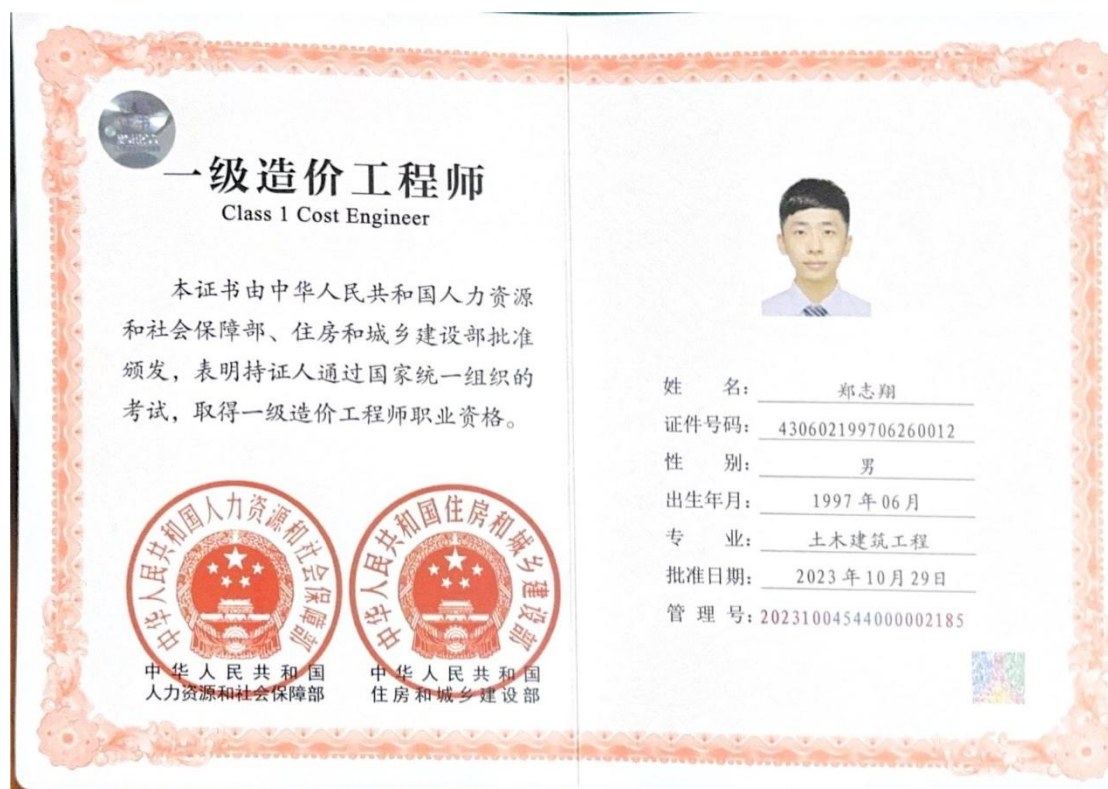 一级造价工程师
Class 1 Cost Engineer
本证书由中华人民共和国人力资源
和社会保障部、住房和城乡建设部批准
颁发，表明持证人通过国家统一组织的
考试，取得一级造价工程师职业资格。
中华人民共和国人力资源和社会保障部
中华人民共和国
人力资源和社会保障部
中华人民共和国住房和城乡建设部
中华人民共和国
住房和城乡建设部
姓 名： 郑志翔
证件号码： 430602199706260012
性 别： 男
出生年月： 1997年06月
专 业： 土木建筑工程
批准日期： 2023年10月29日
管 理 号： 20231004544000002185